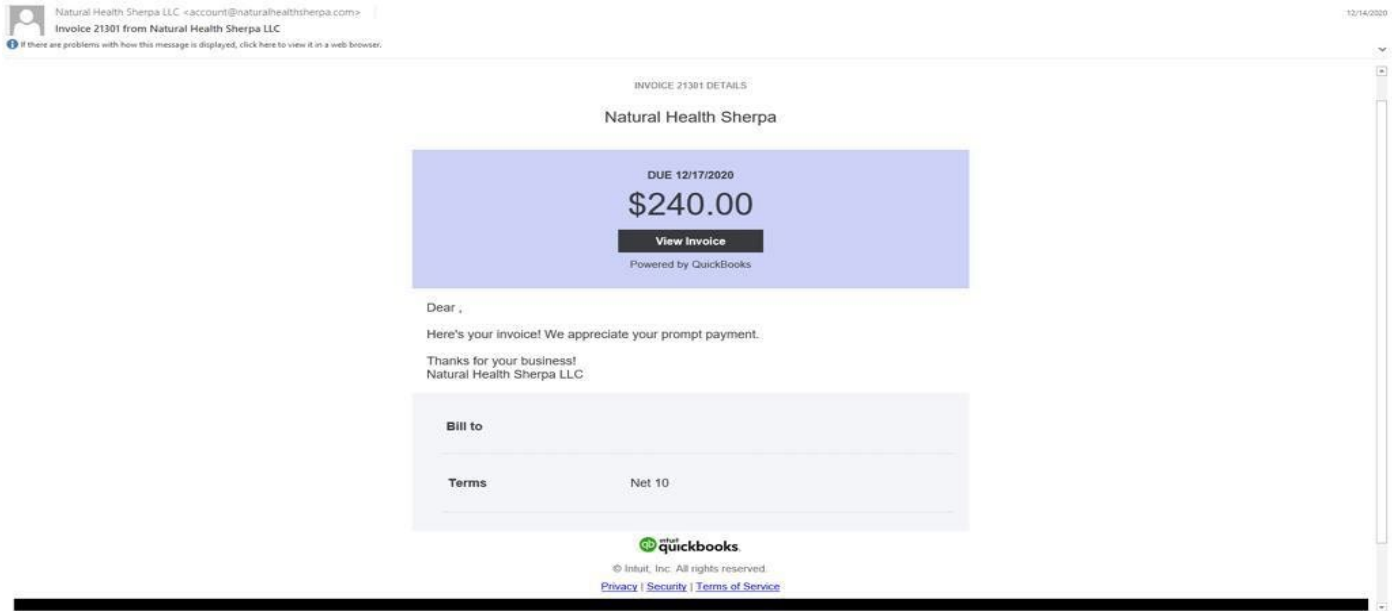 Natural Health Sherpa LLC <account@naturalhealthsherpa.com>
12/14/2020
Invoice 21301 from Natural Health Sherpa LLC
If there are problems with how this message is displayed, click here to view it in a web browser.
INVOICE 21301 DETAILS
Natural Health Sherpa
DUE 12/17/2020
$240.00
View Invoice
Powered by QuickBooks
Dear ,
Here's your invoice! We appreciate your prompt payment.
Thanks for your business!
Natural Health Sherpa LLC
Bill to
Terms Net 10
qb intuit quickbooks.
© Intuit, Inc. All rights reserved.
Privacy | Security | Terms of Service